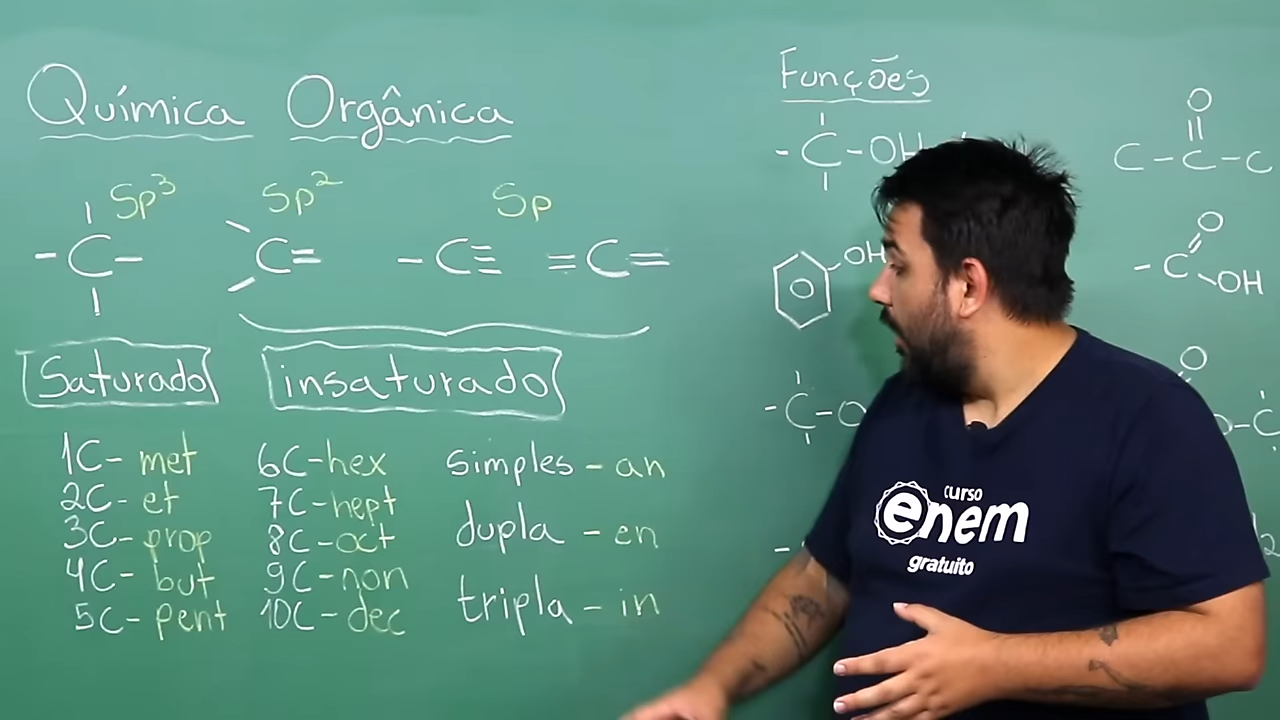 Química Orgânica
Sp³ Sp² Sp
-C- C= -C≡ =C=
Saturado insaturado
1C- met 6C-hex simples - an
2C- et 7C-hept
3C- prop 8C-oct dupla - en
4C- but 9C-non
5C- pent 10C-dec tripla - in
Funções
-C-OH
O
C-C-C
OH
O
O
-C OH
O
-C-O
curso
enem
gratuito